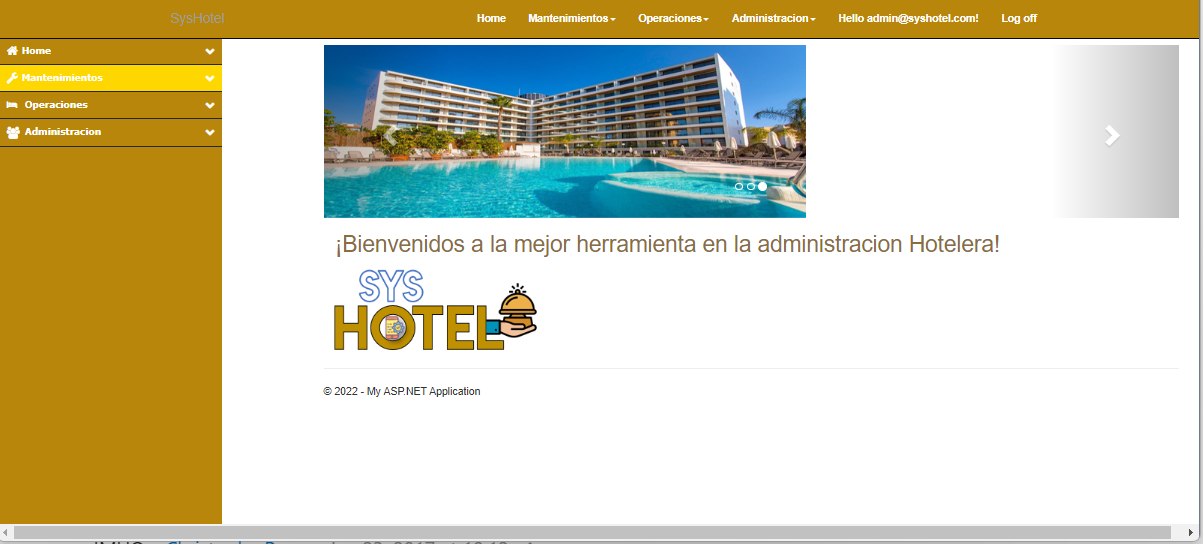 SysHotel
Home Mantenimientos Operaciones Administracion Hello admin@syshotel.com! Log off
Home
Mantenimientos
Operaciones
Administracion
¡Bienvenidos a la mejor herramienta en la administracion Hotelera!
SYS
HOTEL
© 2022 - My ASP.NET Application